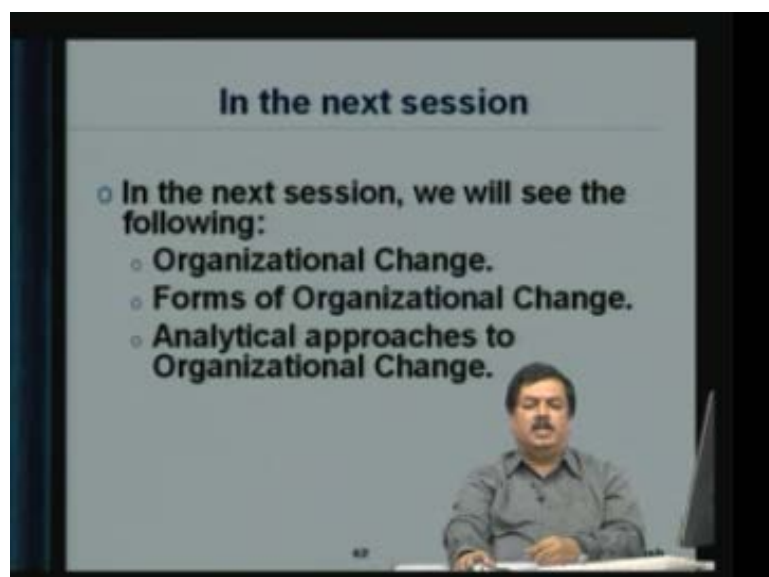 In the next session
o In the next session, we will see the
following:
o Organizational Change.
o Forms of Organizational Change.
o Analytical approaches to
Organizational Change.